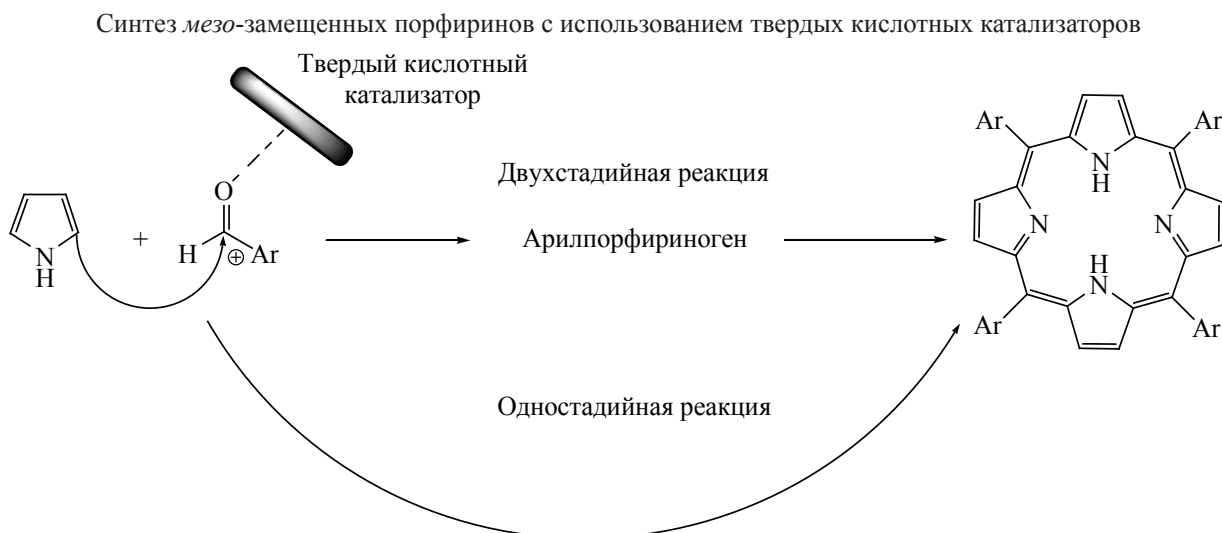 Синтез мезо-замещенных порфиринов с использованием твердых кислотных катализаторов
Твердый кислотный
катализатор
Двухстадийная реакция
N
H
+
O
H
⊕
Ar
Арилпорфириноген
Ar
Ar
N
H
N
N
H
N
Ar
Ar
Одностадийная реакция